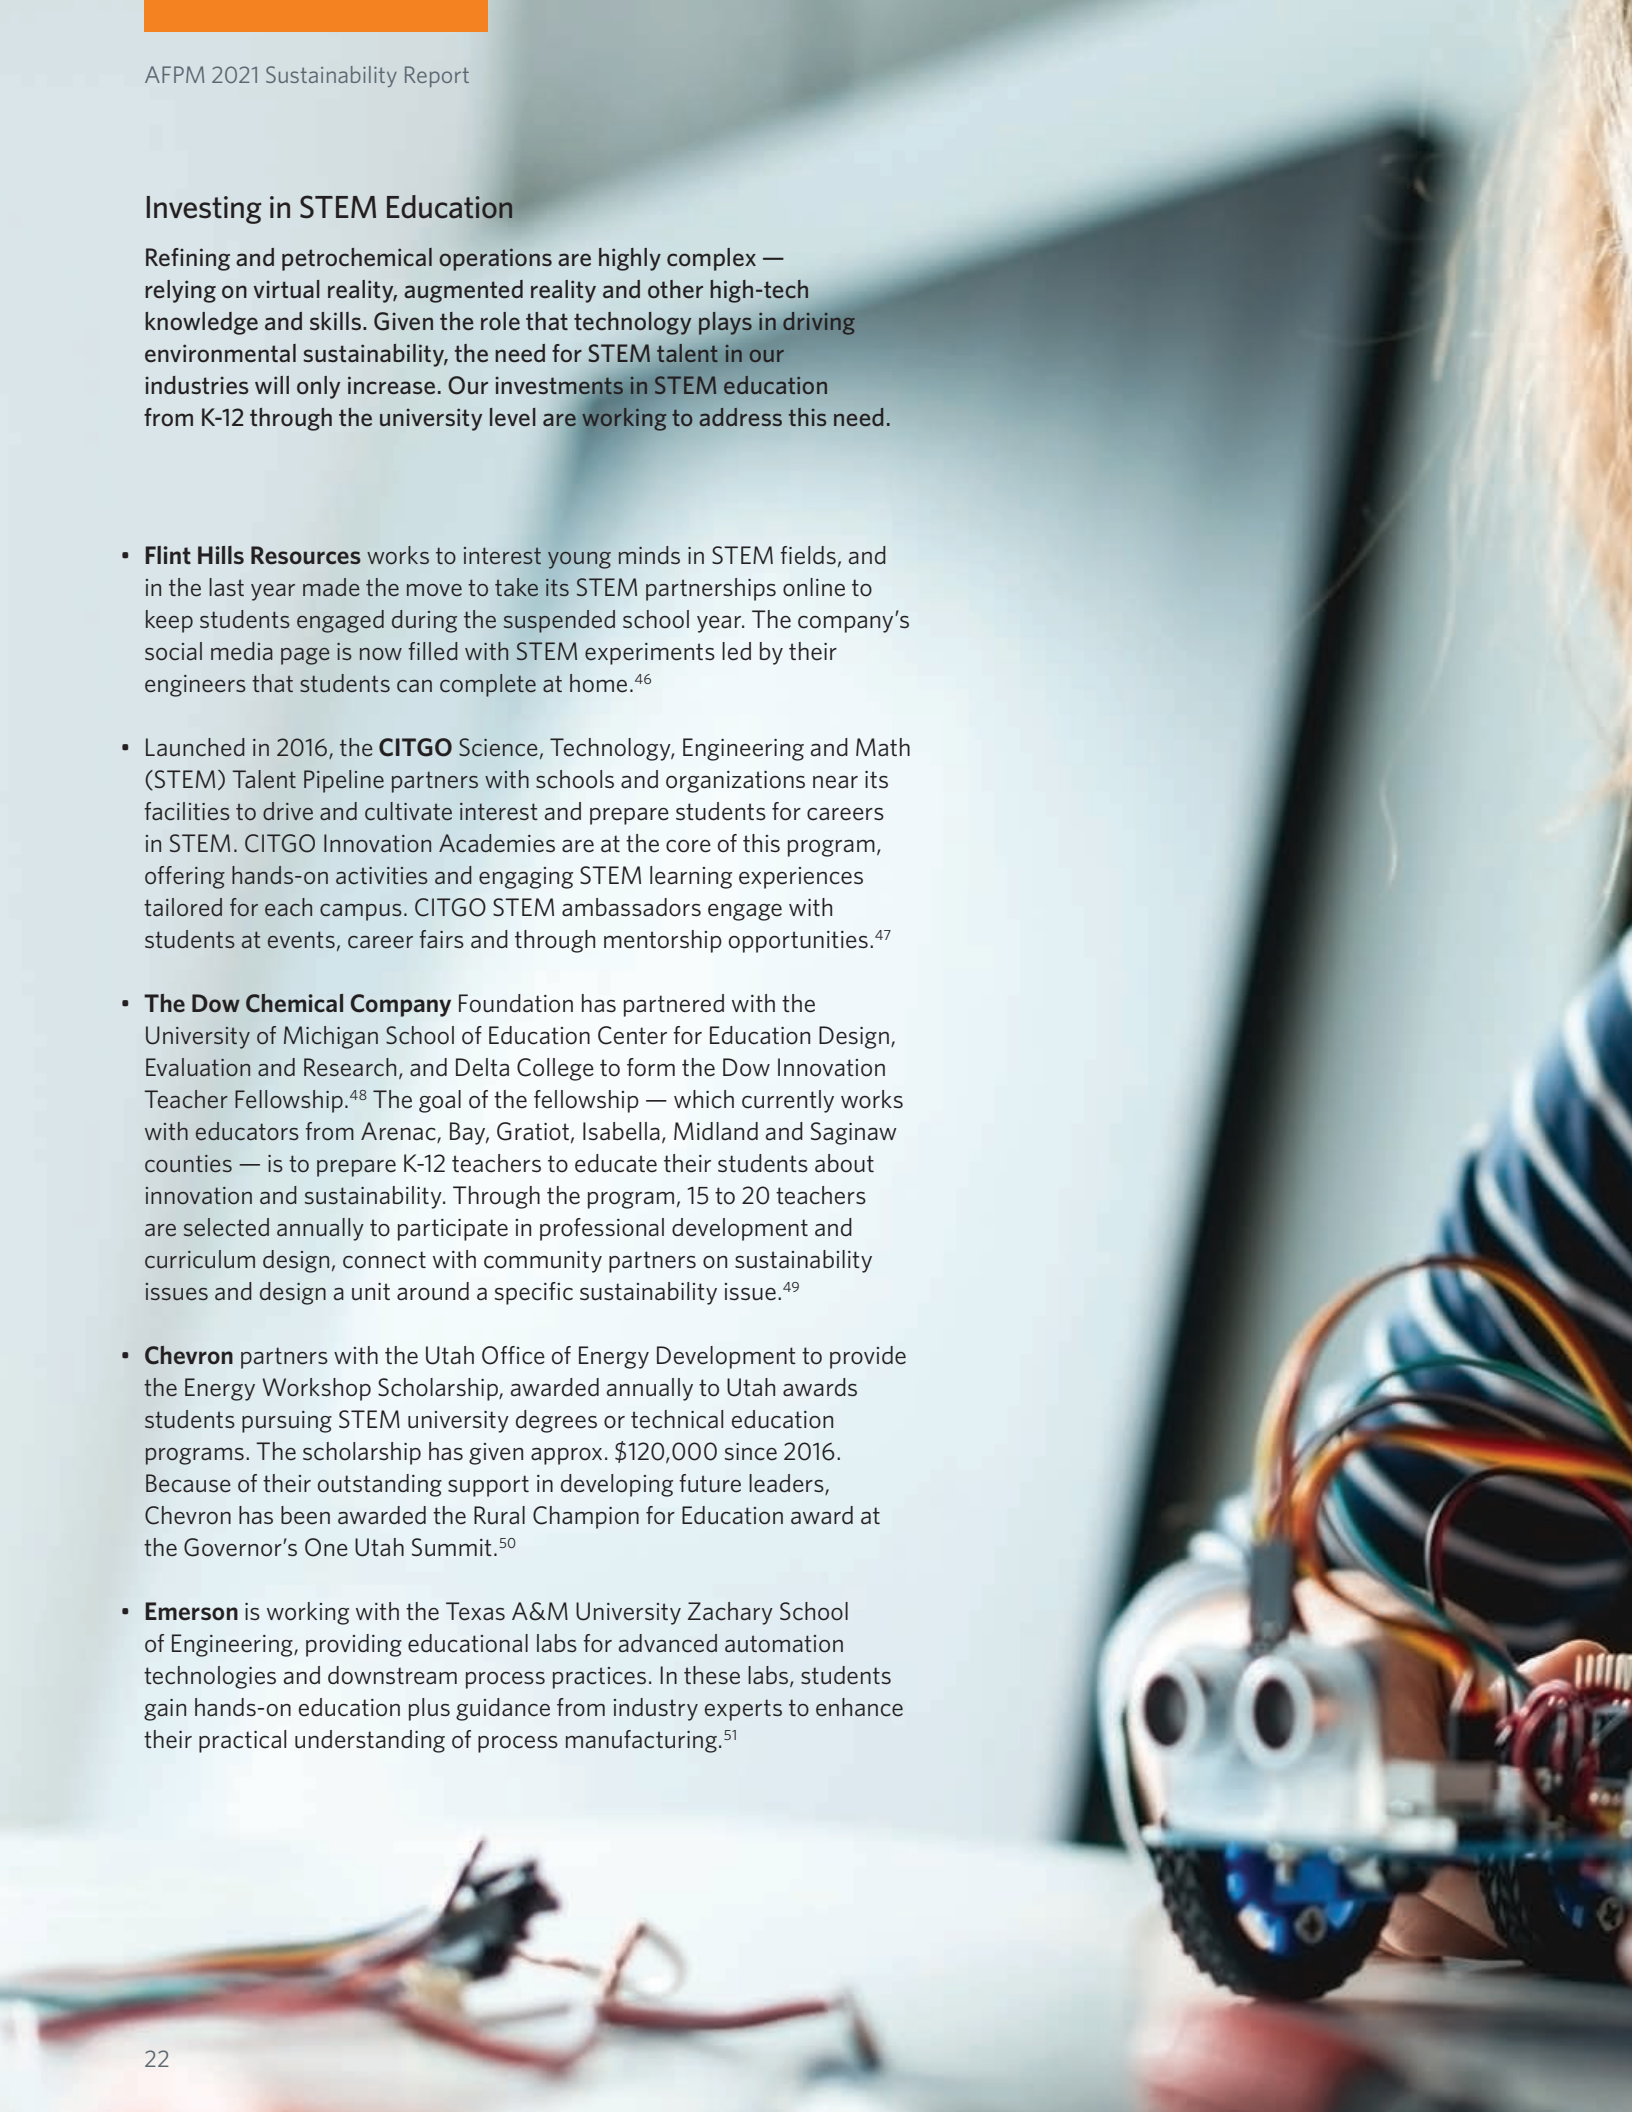 AFPM 2021 Sustainability Report
Investing in STEM Education
Refining and petrochemical operations are highly complex —
relying on virtual reality, augmented reality and other high-tech
knowledge and skills. Given the role that technology plays in driving
environmental sustainability, the need for STEM talent in our
industries will only increase. Our investments in STEM education
from K-12 through the university level are working to address this need.
• Flint Hills Resources works to interest young minds in STEM fields, and
in the last year made the move to take its STEM partnerships online to
keep students engaged during the suspended school year. The company’s
social media page is now filled with STEM experiments led by their
engineers that students can complete at home.46
• Launched in 2016, the CITGO Science, Technology, Engineering and Math
(STEM) Talent Pipeline partners with schools and organizations near its
facilities to drive and cultivate interest and prepare students for careers
in STEM. CITGO Innovation Academies are at the core of this program,
offering hands-on activities and engaging STEM learning experiences
tailored for each campus. CITGO STEM ambassadors engage with
students at events, career fairs and through mentorship opportunities.47
• The Dow Chemical Company Foundation has partnered with the
University of Michigan School of Education Center for Education Design,
Evaluation and Research, and Delta College to form the Dow Innovation
Teacher Fellowship.48 The goal of the fellowship — which currently works
with educators from Arenac, Bay, Gratiot, Isabella, Midland and Saginaw
counties — is to prepare K-12 teachers to educate their students about
innovation and sustainability. Through the program, 15 to 20 teachers
are selected annually to participate in professional development and
curriculum design, connect with community partners on sustainability
issues and design a unit around a specific sustainability issue.49
• Chevron partners with the Utah Office of Energy Development to provide
the Energy Workshop Scholarship, awarded annually to Utah awards
students pursuing STEM university degrees or technical education
programs. The scholarship has given approx. $120,000 since 2016.
Because of their outstanding support in developing future leaders,
Chevron has been awarded the Rural Champion for Education award at
the Governor’s One Utah Summit.50
• Emerson is working with the Texas A&M University Zachary School
of Engineering, providing educational labs for advanced automation
technologies and downstream process practices. In these labs, students
gain hands-on education plus guidance from industry experts to enhance
their practical understanding of process manufacturing.51
22